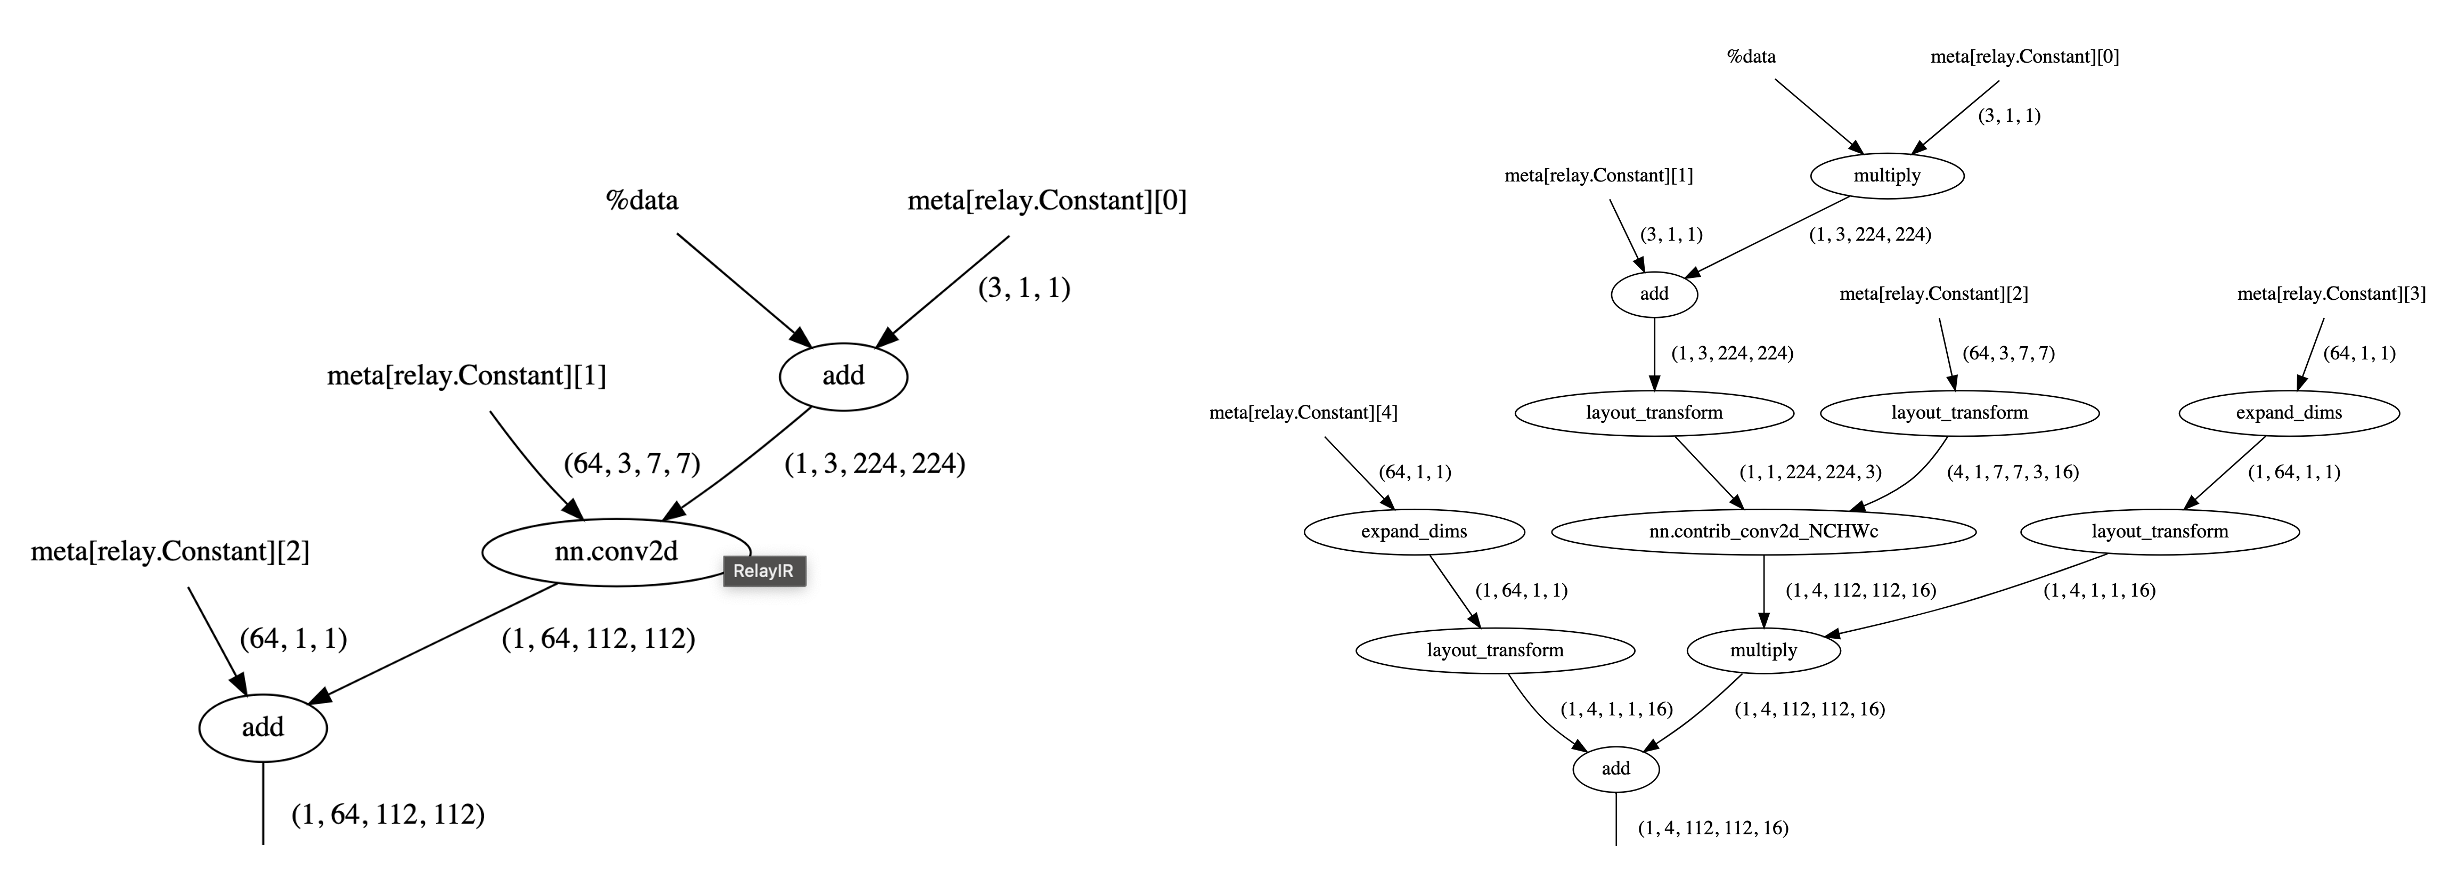 %data
meta[relay.Constant][0]
(3, 1, 1)
add
meta[relay.Constant][1]
(64, 3, 7, 7)
(1, 3, 224, 224)
nn.conv2d
RelayIR
meta[relay.Constant][2]
(64, 1, 1)
(1, 64, 112, 112)
add
(1, 64, 112, 112)
%data
meta[relay.Constant][0]
(3, 1, 1)
multiply
meta[relay.Constant][1]
(3, 1, 1)
(1, 3, 224, 224)
add
meta[relay.Constant][2]
meta[relay.Constant][3]
(1, 3, 224, 224)
(64, 3, 7, 7)
(64, 1, 1)
meta[relay.Constant][4]
layout_transform
layout_transform
expand_dims
(64, 1, 1)
(1, 1, 224, 224, 3)
(4, 1, 7, 7, 3, 16)
(1, 64, 1, 1)
expand_dims
nn.contrib_conv2d_NCHWc
layout_transform
(1, 64, 1, 1)
(1, 4, 112, 112, 16)
(1, 4, 1, 1, 16)
layout_transform
multiply
(1, 4, 1, 1, 16)
(1, 4, 112, 112, 16)
add
(1, 4, 112, 112, 16)